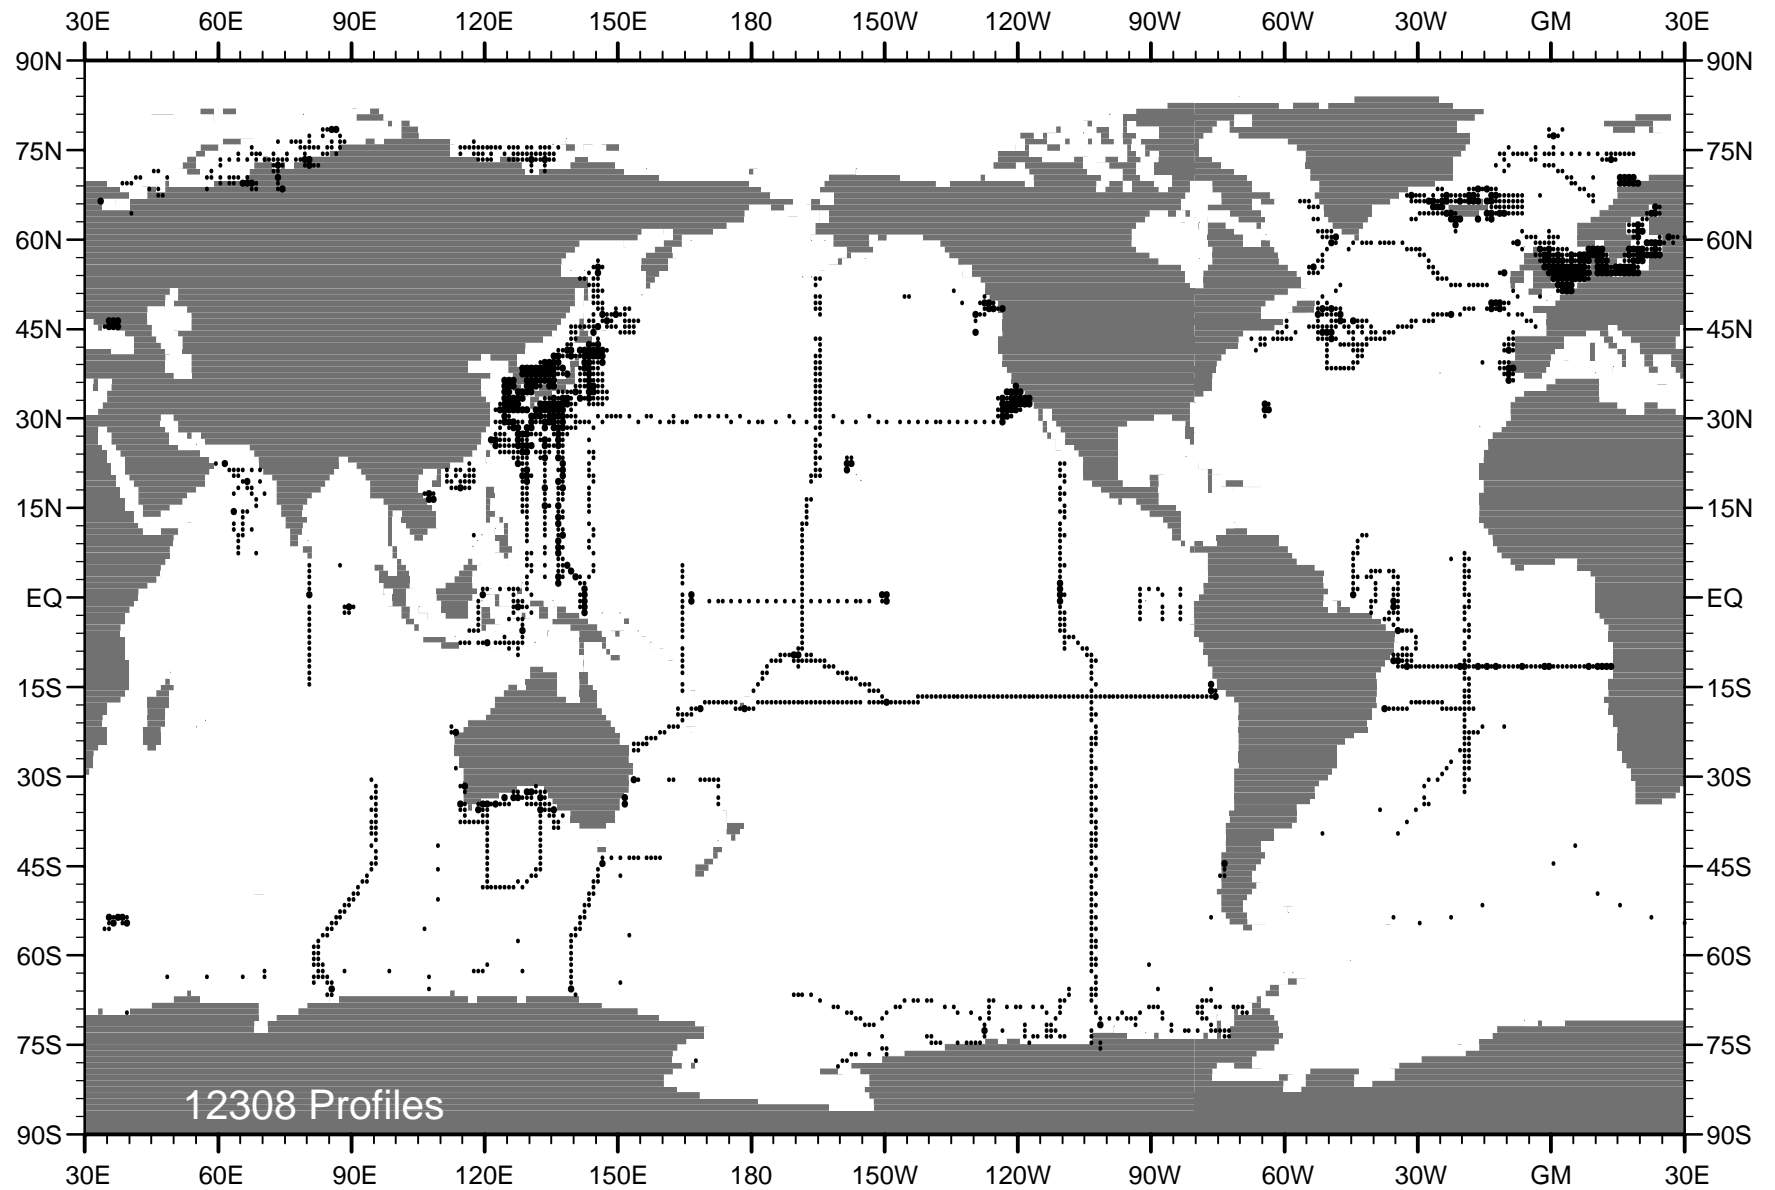 30E 60E 90E 120E 150E 180 150W 120W 90W 60W 30W GM 30E
90N 90N
75N 75N
60N 60N
45N 45N
30N 30N
15N 15N
EQ EQ
15S 15S
30S 30S
45S 45S
60S 60S
75S 75S
12308 Profiles
90S 90S
30E 60E 90E 120E 150E 180 150W 120W 90W 60W 30W GM 30E